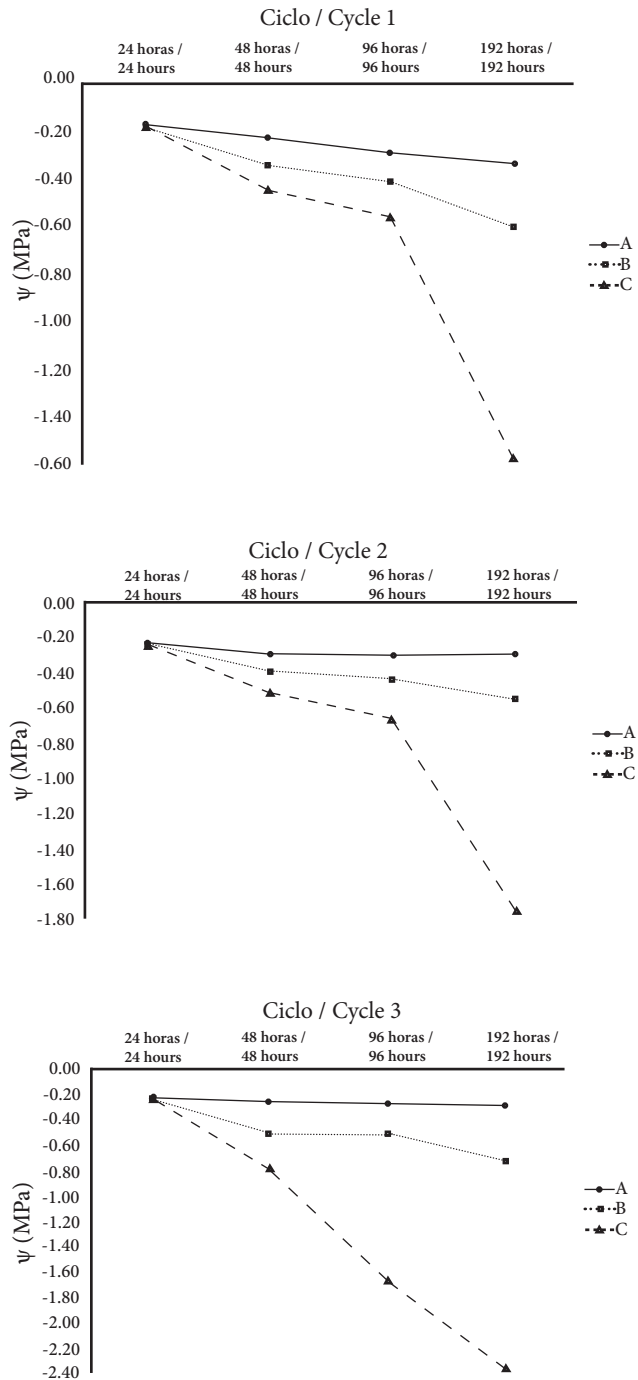 Ciclo / Cycle 1
24 horas / 48 horas / 96 horas / 192 horas /
24 hours 48 hours 96 hours 192 hours
0.00
-0.20
-0.40
-0.60
-0.80
-1.00
-1.20
-1.40
-0.60
ψ (MPa)
A
B
C
Ciclo / Cycle 2
24 horas / 48 horas / 96 horas / 192 horas /
24 hours 48 hours 96 hours 192 hours
0.00
-0.20
-0.40
-0.60
-0.80
-1.00
-1.20
-1.40
-1.60
-1.80
ψ (MPa)
A
B
C
Ciclo / Cycle 3
24 horas / 48 horas / 96 horas / 192 horas /
24 hours 48 hours 96 hours 192 hours
0.00
-0.20
-0.40
-0.60
-0.80
-1.00
-1.20
-1.40
-1.60
-1.80
-2.00
-2.20
-2.40
ψ (MPa)
A
B
C